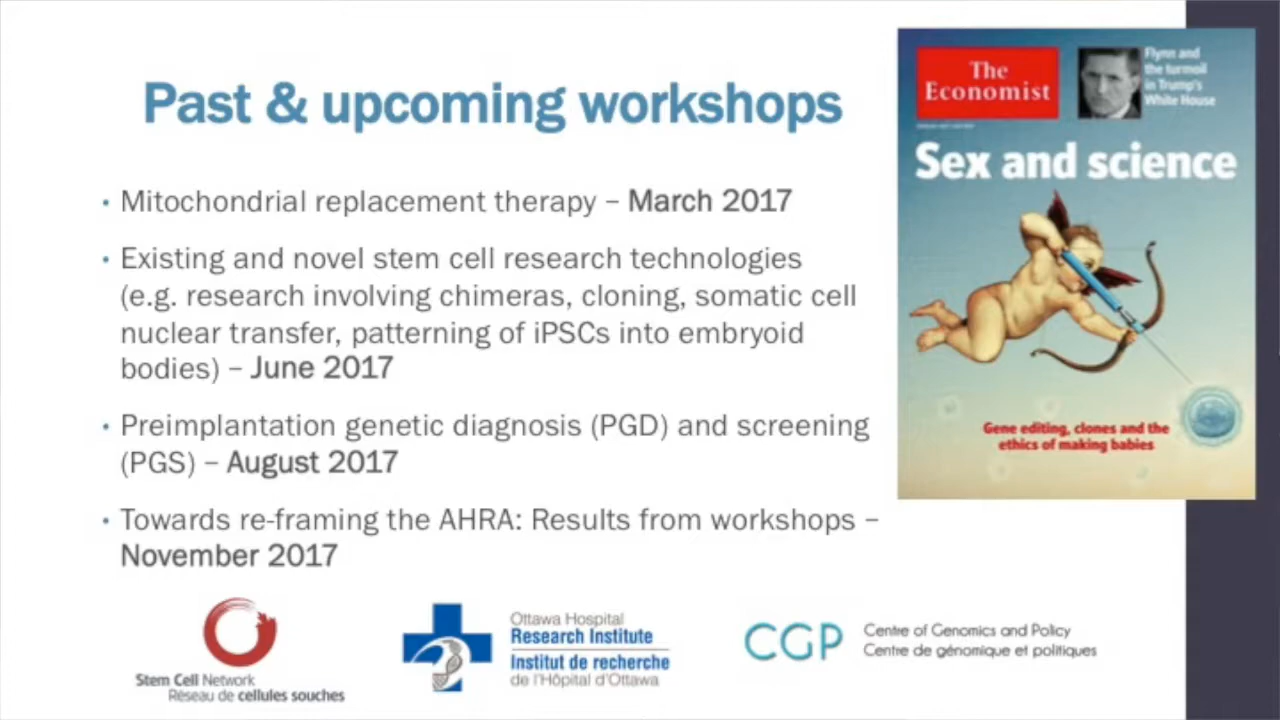 Past & upcoming workshops
• Mitochondrial replacement therapy – March 2017
• Existing and novel stem cell research technologies
(e.g. research involving chimeras, cloning, somatic cell
nuclear transfer, patterning of iPSCs into embryoid
bodies) – June 2017
• Preimplantation genetic diagnosis (PGD) and screening
(PGS) – August 2017
• Towards re-framing the AHRA: Results from workshops –
November 2017
The
Economist
Flynn and
the turmoil
in Trump's
White House
Sex and science
Gene editing, clones and the
ethics of making babies
Stem Cell Network
Réseau de cellules souches
Ottawa Hospital
Research Institute
Institut de recherche
de l'Hôpital d'Ottawa
CGP
Centre of Genomics and Policy
Centre de génomique et politiques